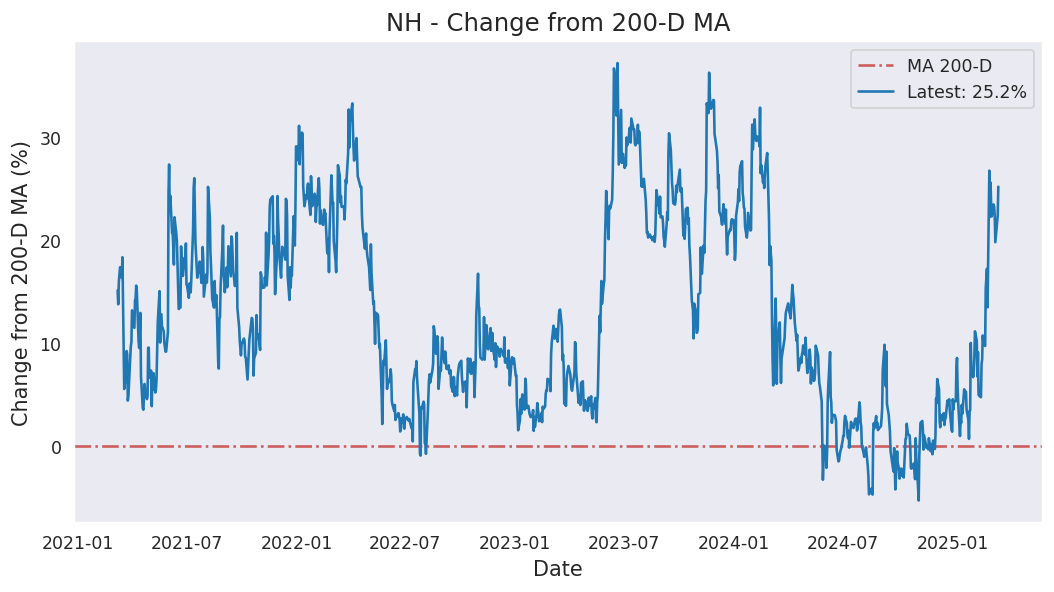 NH - Change from 200-D MA
MA 200-D
Latest: 25.2%
Change from 200-D MA (%)
30
20
10
0
2021-01
2021-07
2022-01
2022-07
2023-01
2023-07
2024-01
2024-07
2025-01
Date